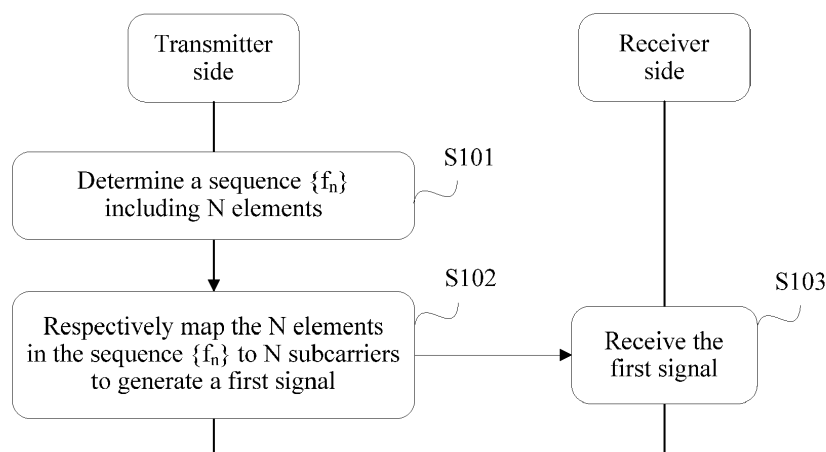 Transmitter
side
Receiver
side
S101
Determine a sequence {fₙ}
including N elements
S102
Respectively map the N elements
in the sequence {fₙ} to N subcarriers
to generate a first signal
S103
Receive the
first signal